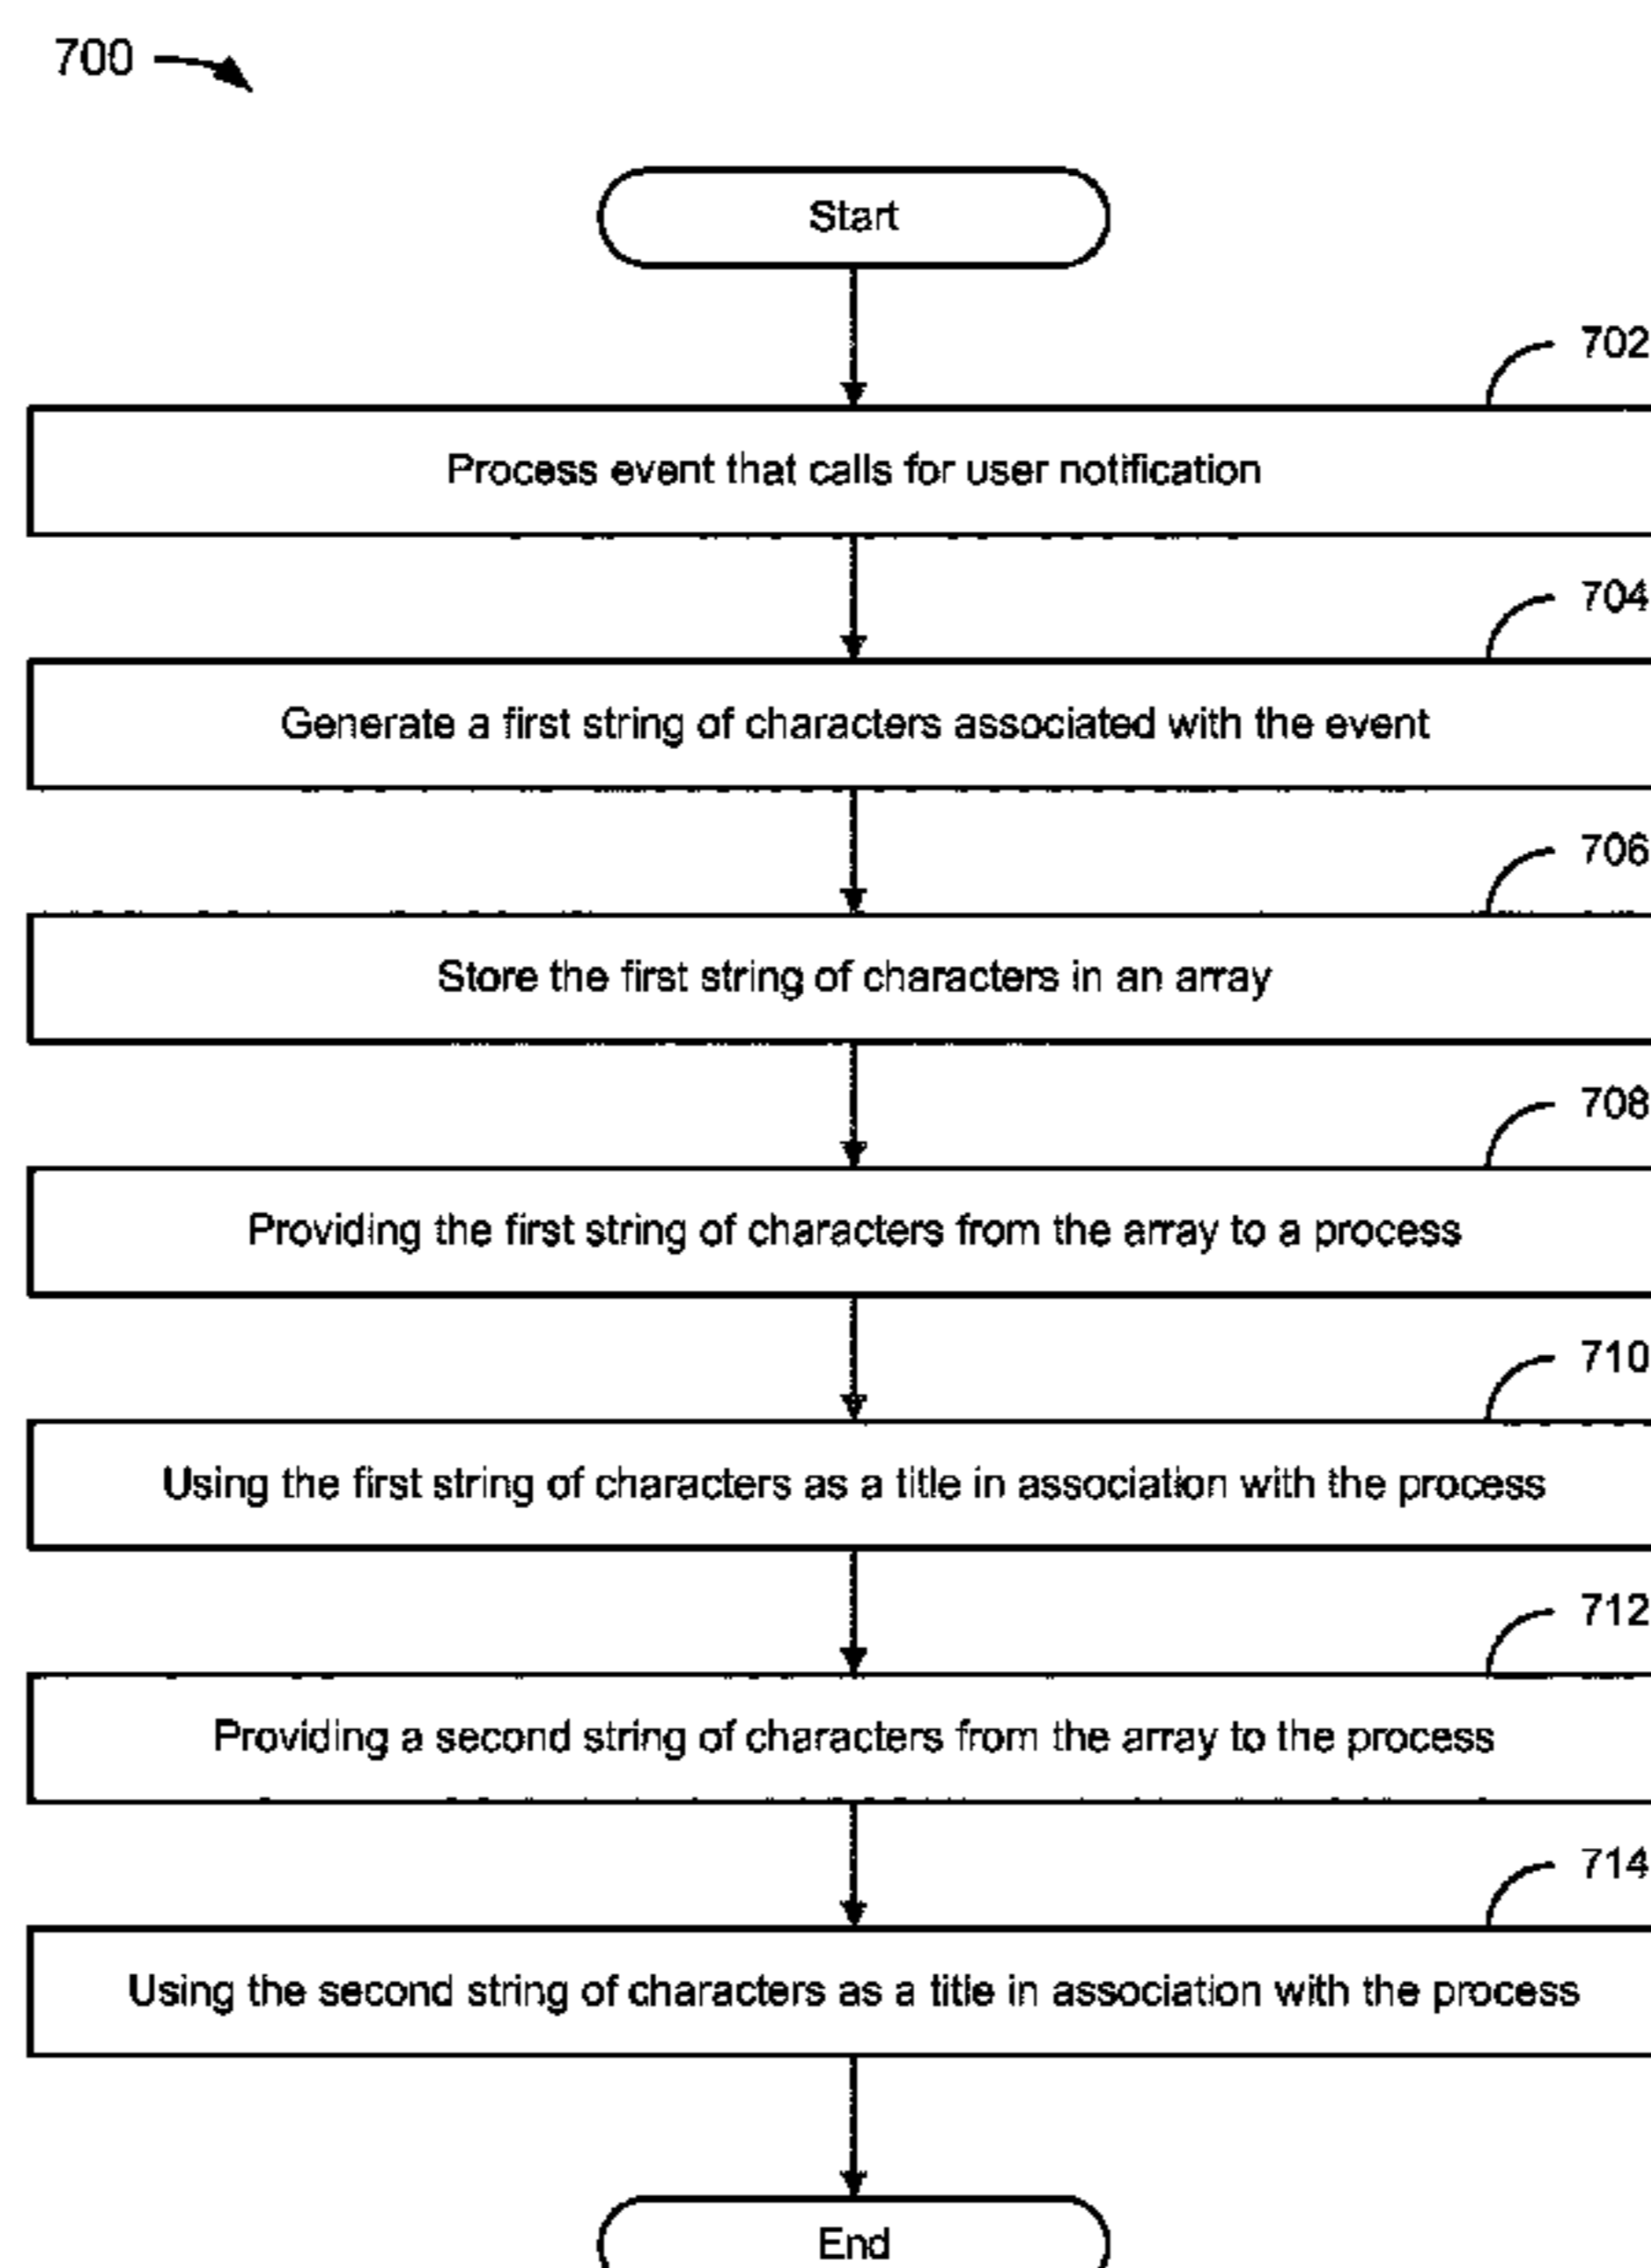 700
Start
702
Process event that calls for user notification
704
Generate a first string of characters associated with the event
706
Store the first string of characters in an array
708
Providing the first string of characters from the array to a process
710
Using the first string of characters as a title in association with the process
712
Providing a second string of characters from the array to the process
714
Using the second string of characters as a title in association with the process
End